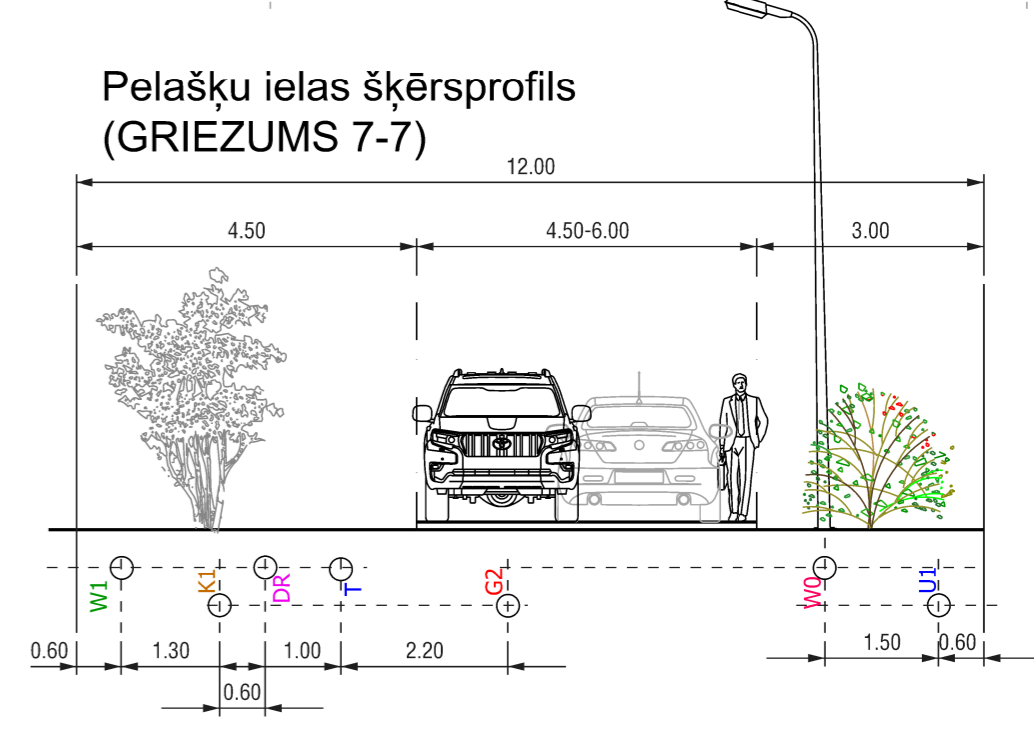 Pelašķu ielas šķērsprofils
(GRIEZUMS 7-7)
12.00
4.50 4.50-6.00 3.00
W1 K1 DR T G2 W0 U1
0.60 1.30 1.00 2.20 1.50 0.60
0.60